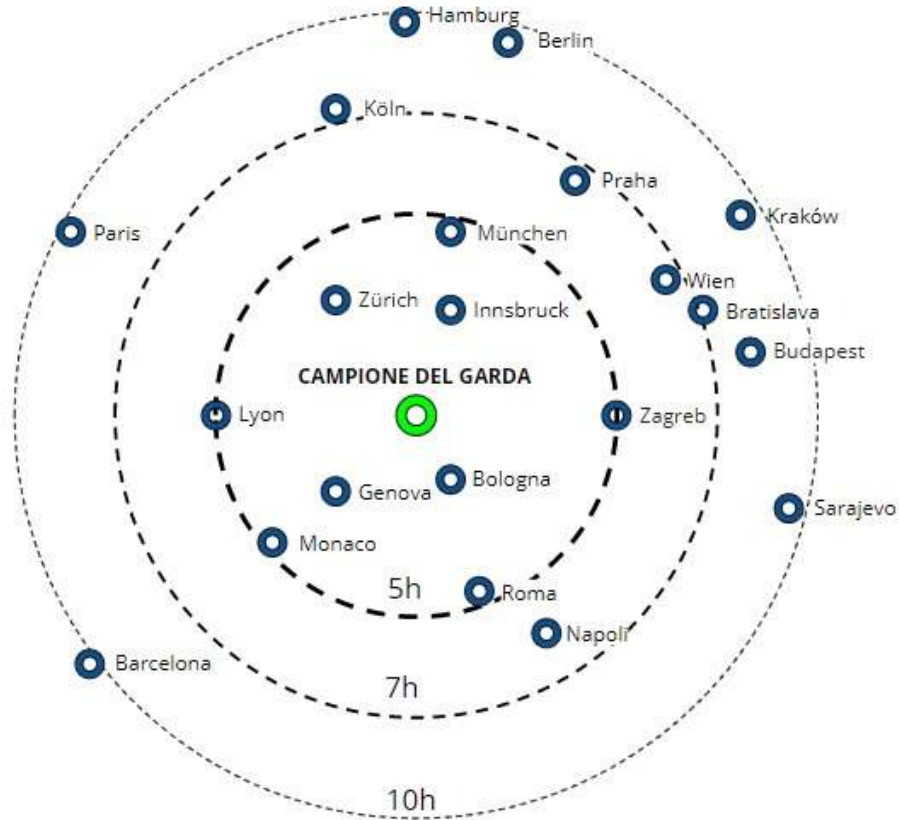 Hamburg
Berlin
Köln
Praha
Kraków
Paris
München
Wien
Zürich
Innsbruck
Bratislava
Budapest
CAMPIONE DEL GARDA
Lyon
Zagreb
Bologna
Genova
Sarajevo
Monaco
5h
Roma
Napoli
Barcelona
7h
10h